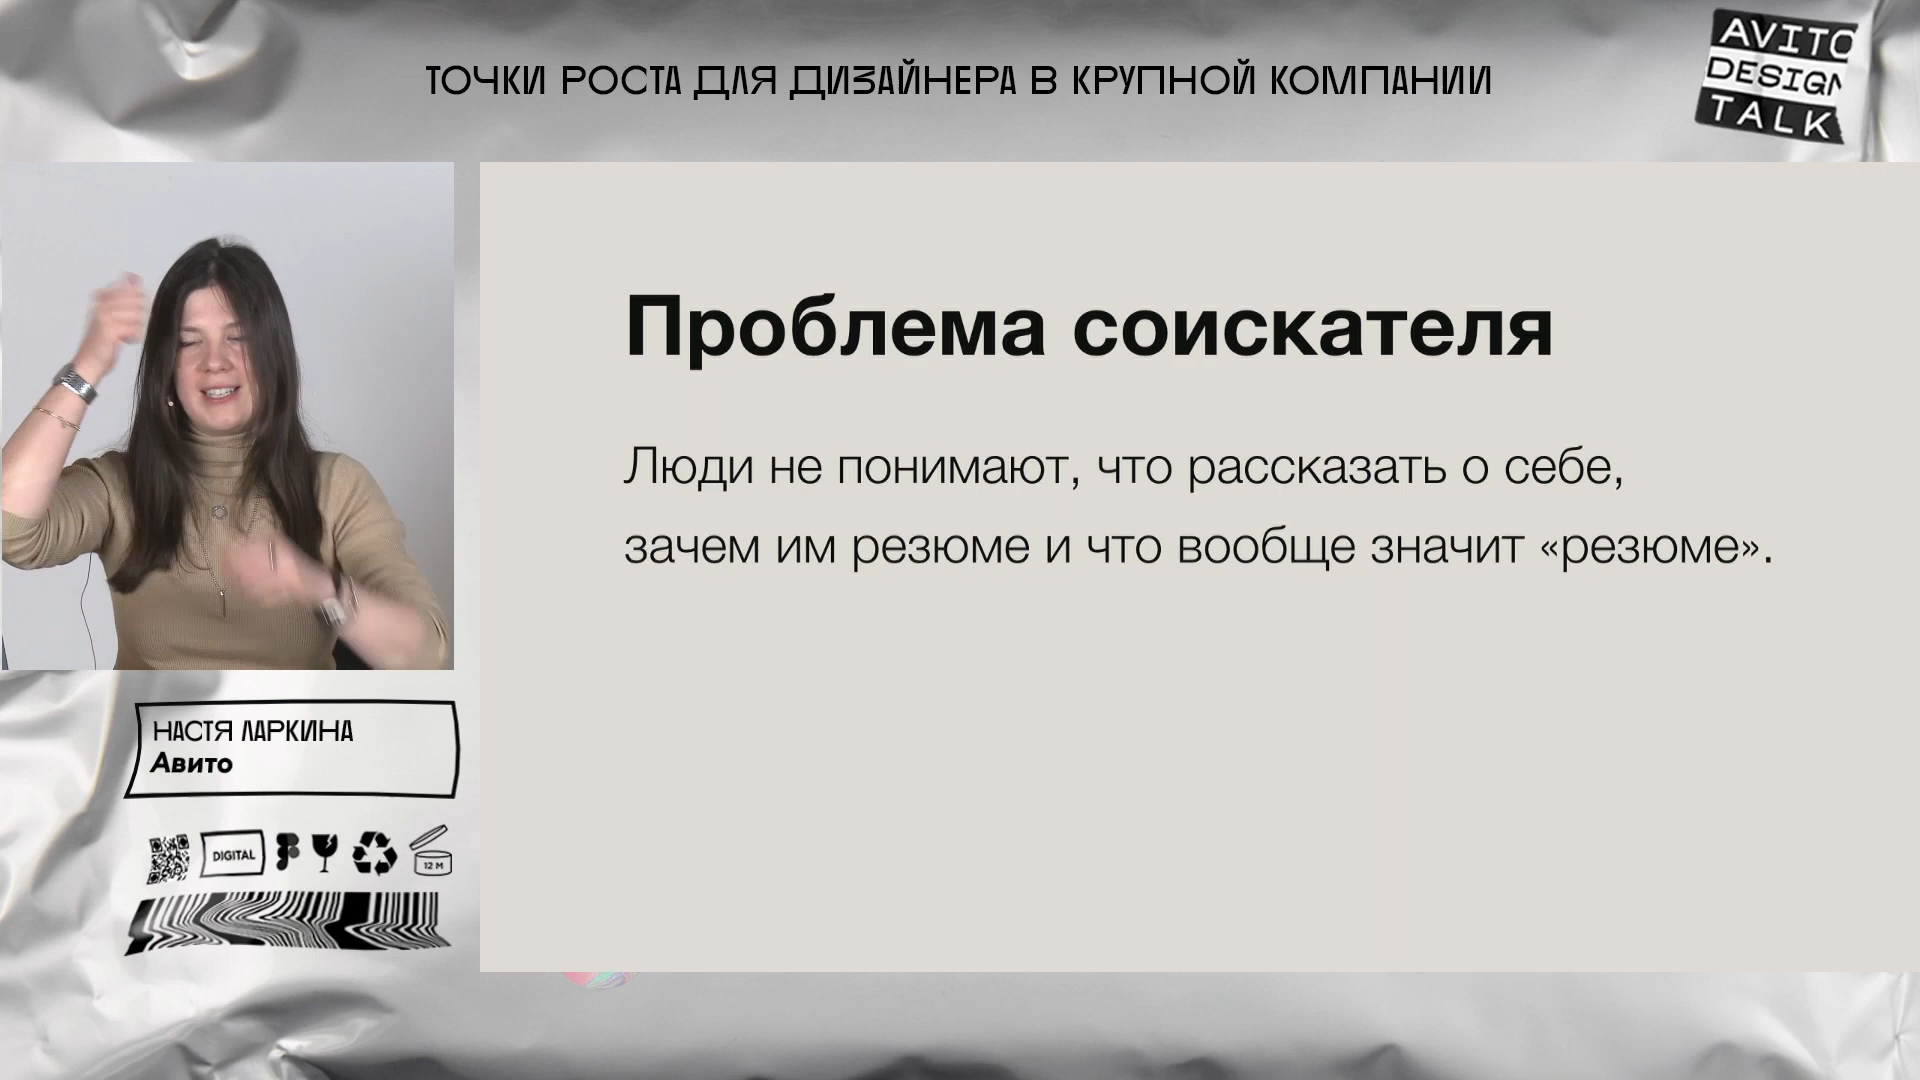 ТОЧКИ РОСТА ДЛЯ ДИЗАЙНЕРА В КРУПНОЙ КОМПАНИИ
AVITO
DESIGN
TALK
Проблема соискателя
Люди не понимают, что рассказать о себе,
зачем им резюме и что вообще значит «резюме».
НАСТЯ ЛАРКИНА
Авито
DIGITAL
12 M